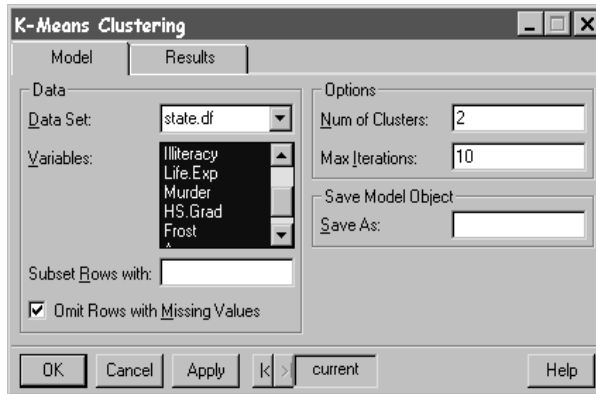 K-Means Clustering
Model
Results
Data
Data Set:
state.df
Variables:
Illiteracy
Life.Exp
Murder
HS.Grad
Frost
Subset Rows with:
Omit Rows with Missing Values
Options
Num of Clusters:
2
Max Iterations:
10
Save Model Object
Save As:
OK
Cancel
Apply
current
Help